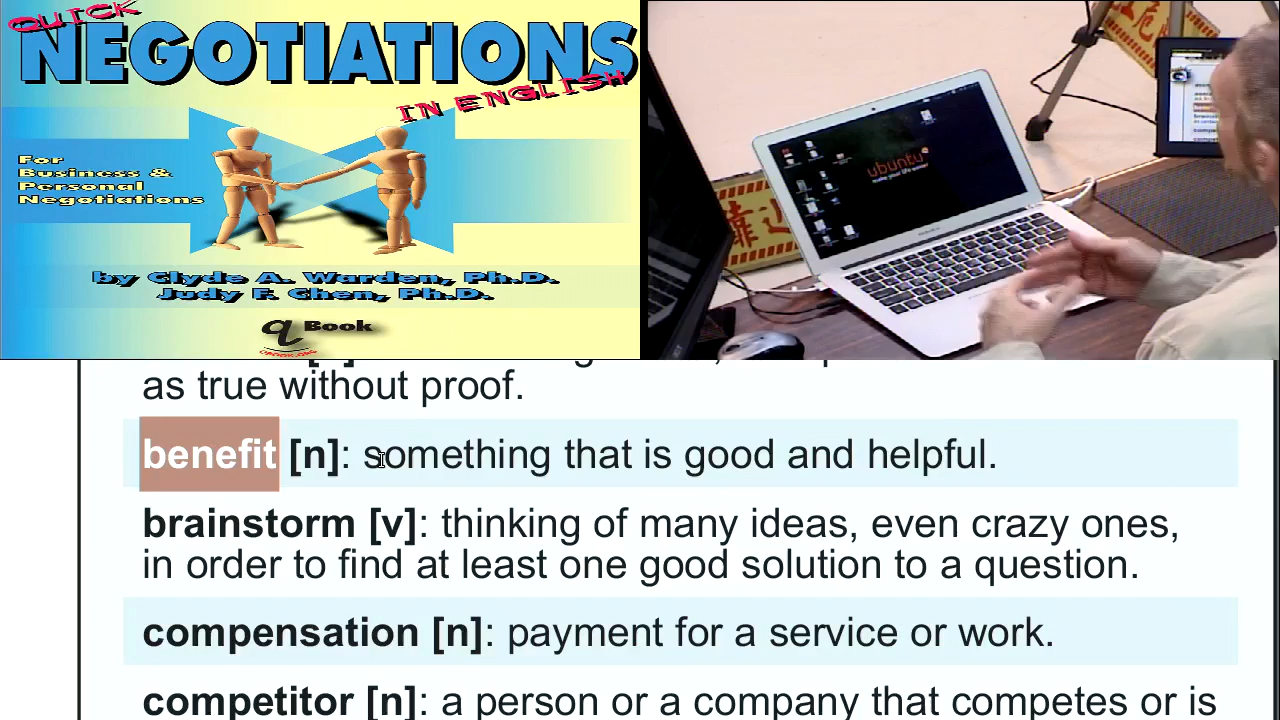 QUICK
NEGOTIATIONS
IN ENGLISH
For
Business &
Personal
Negotiations
by Clyde A. Warden, Ph.D.
Judy F. Chen, Ph.D.
q Book
QBOOK.ORG
ubuntu
as true without proof.
benefit [n]: something that is good and helpful.
brainstorm [v]: thinking of many ideas, even crazy ones,
in order to find at least one good solution to a question.
compensation [n]: payment for a service or work.
competitor [n]: a person or a company that competes or is